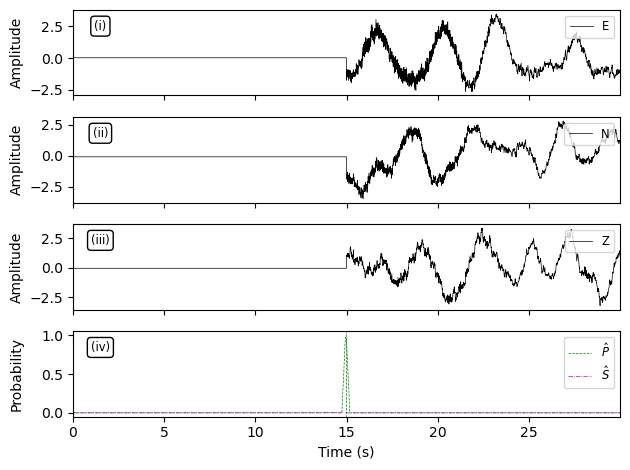 Amplitude
2.5
0.0
−2.5
(i)
E
Amplitude
2.5
0.0
−2.5
(ii)
N
Amplitude
2.5
0.0
−2.5
(iii)
Z
Probability
1.0
0.5
0.0
(iv)
P̂
Ŝ
0 5 10 15 20 25
Time (s)